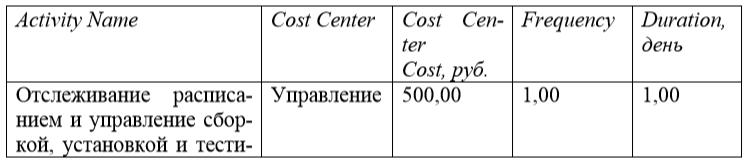 Activity Name Cost Center Cost Cen- Frequency Duration,
ter день
Cost, руб.
Отслеживание расписа- Управление 500,00 1,00 1,00
нием и управление сбор-
кой, установкой и тести-